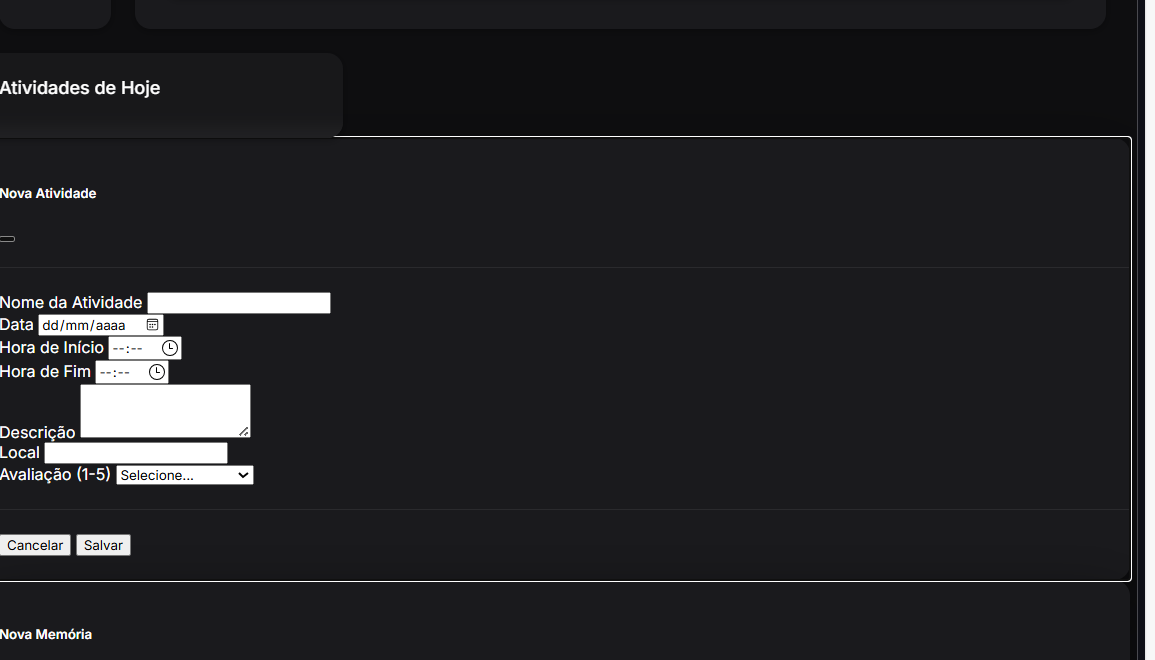 Atividades de Hoje
Nova Atividade
Nome da Atividade
Data dd/mm/aaaa
Hora de Início --:--
Hora de Fim --:--
Descrição
Local
Avaliação (1-5) Selecione...
Cancelar Salvar
Nova Memória